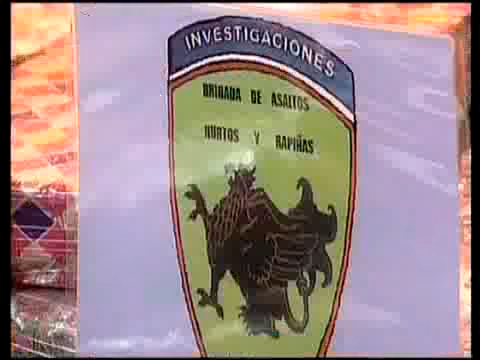 INVESTIGACIONES
BRIGADA DE ASALTOS
HURTOS Y RAPIÑAS